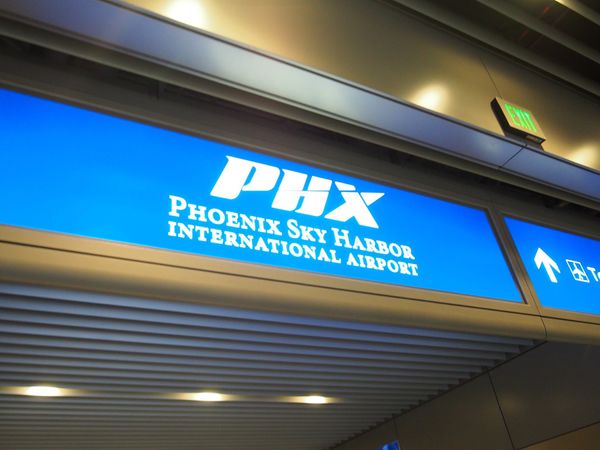 EXIT
PHX
PHOENIX SKY HARBOR
INTERNATIONAL AIRPORT